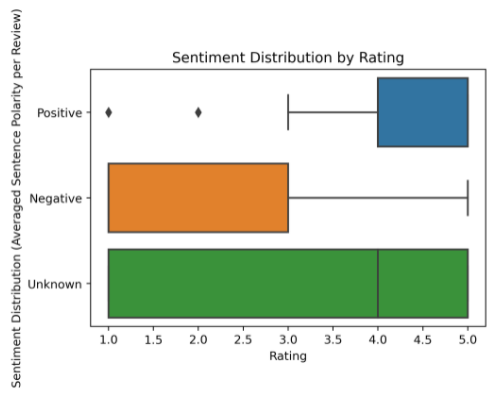 Sentiment Distribution by Rating
Sentiment Distribution (Averaged Sentence Polarity per Review)
Positive
Negative
Unknown
1.0 1.5 2.0 2.5 3.0 3.5 4.0 4.5 5.0
Rating